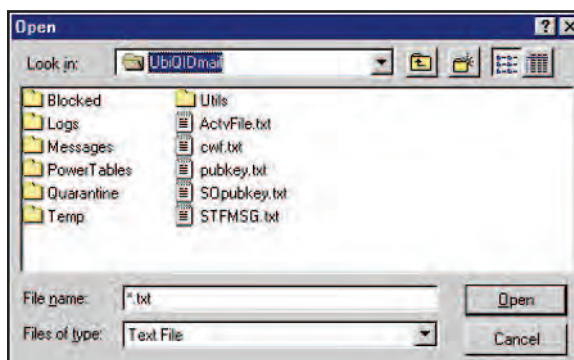 Open
Look in: UbiQIDmail
Blocked
Logs
Messages
PowerTables
Quarantine
Temp
Utils
ActvFile.txt
cwf.txt
pubkey.txt
SOpubkey.txt
STFMSG.txt
File name: *.txt
Open
Files of type: Text File
Cancel